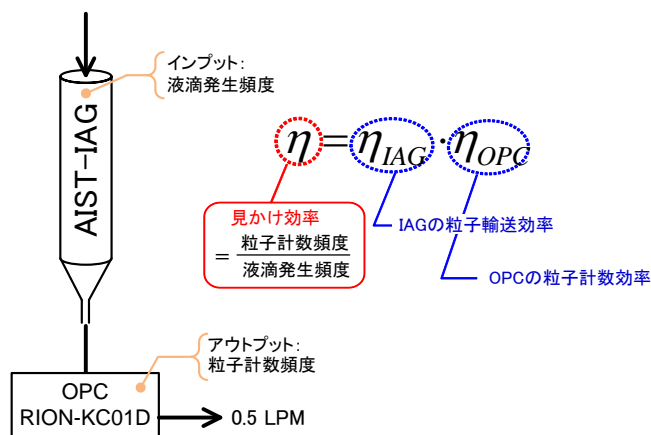 インプット:
液滴発生頻度
AIST-IAG
η=η_IAG·η_OPC
見かけ効率
= 粒子計数頻度
液滴発生頻度
IAGの粒子輸送効率
OPCの粒子計数効率
アウトプット:
粒子計数頻度
OPC
RION-KC01D
0.5 LPM